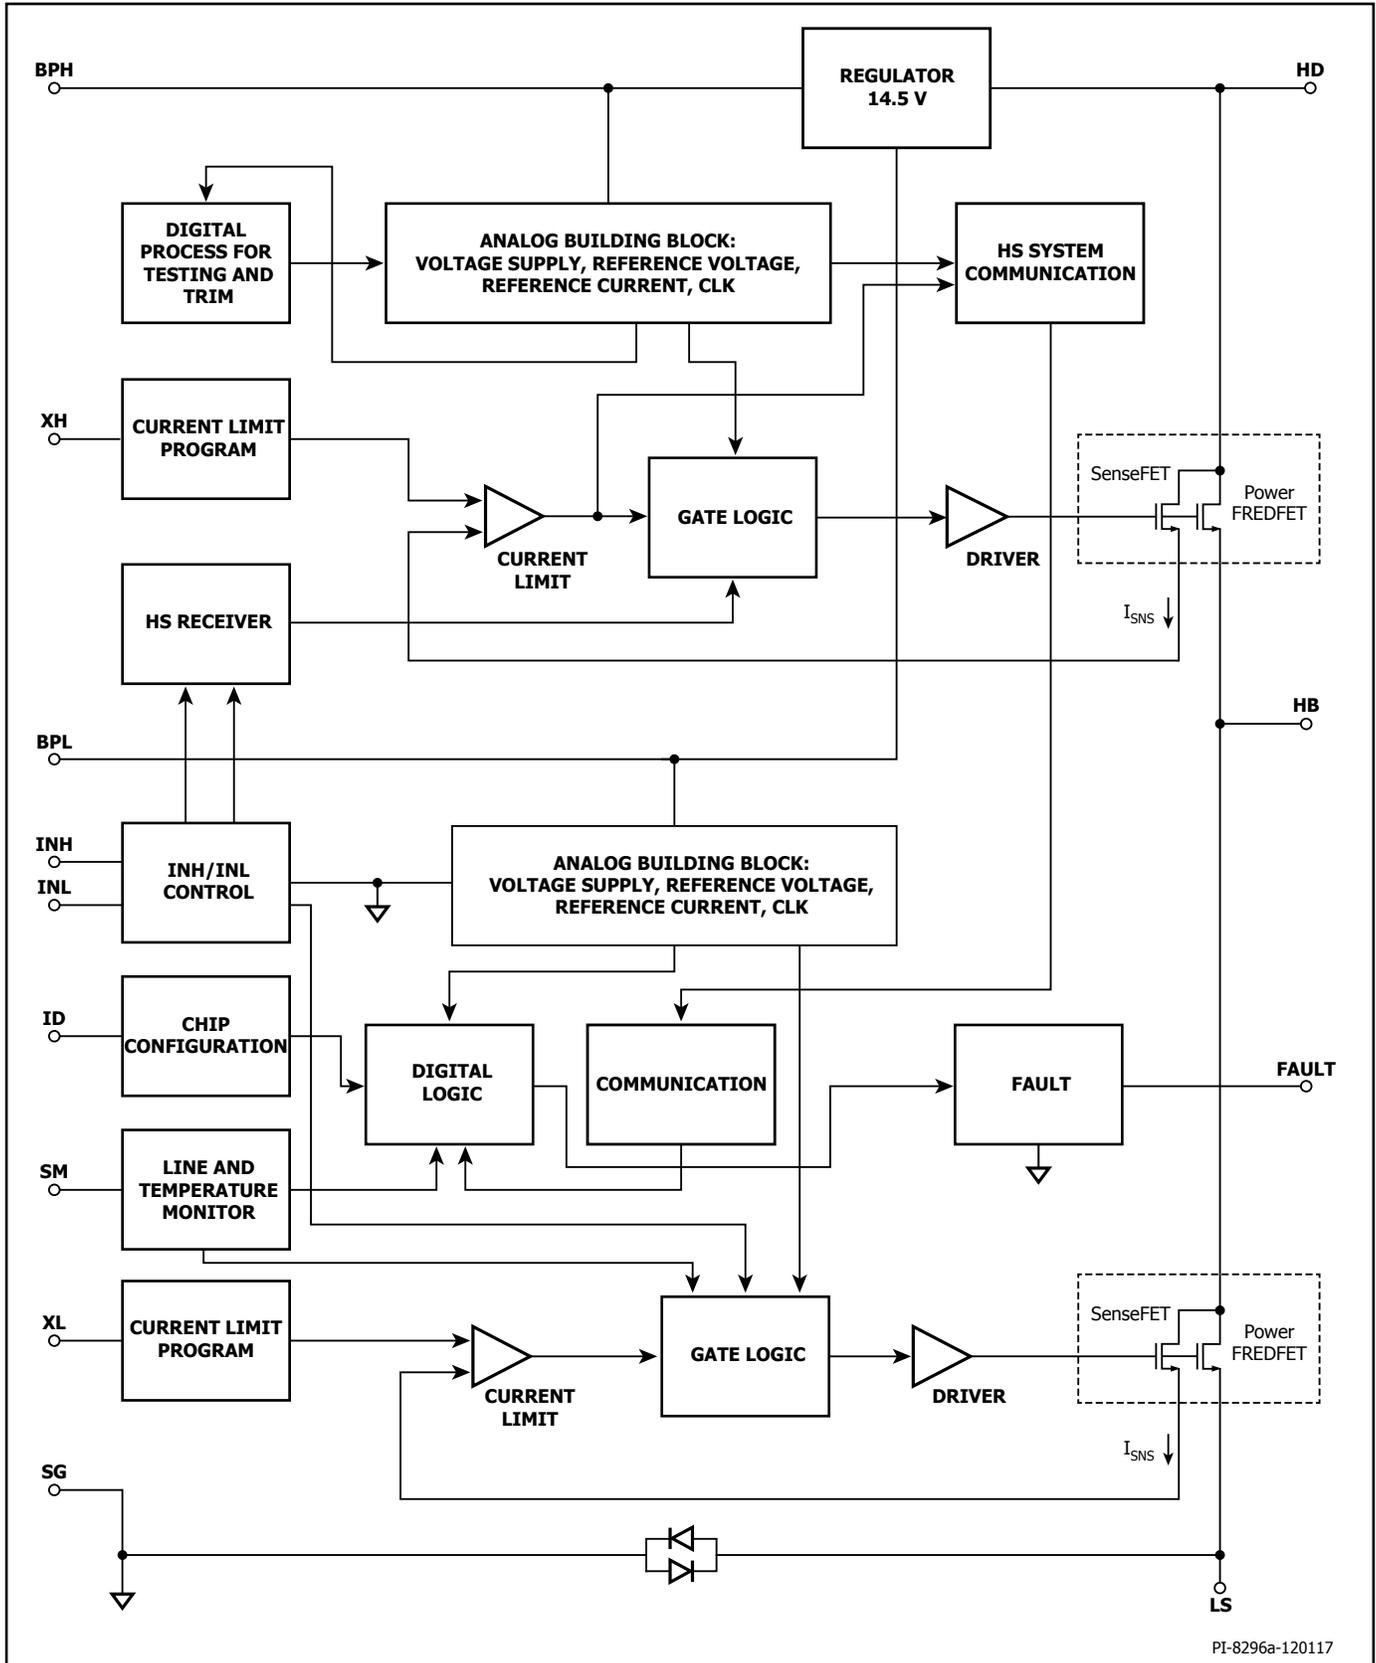 BPH
REGULATOR
14.5 V
HD
DIGITAL
PROCESS FOR
TESTING AND
TRIM
ANALOG BUILDING BLOCK:
VOLTAGE SUPPLY, REFERENCE VOLTAGE,
REFERENCE CURRENT, CLK
HS SYSTEM
COMMUNICATION
XH
CURRENT LIMIT
PROGRAM
CURRENT
LIMIT
GATE LOGIC
DRIVER
SenseFET
Power
FREDFET
HS RECEIVER
ISNS
HB
BPL
INH
INL
INH/INL
CONTROL
ANALOG BUILDING BLOCK:
VOLTAGE SUPPLY, REFERENCE VOLTAGE,
REFERENCE CURRENT, CLK
ID
CHIP
CONFIGURATION
DIGITAL
LOGIC
COMMUNICATION
FAULT
FAULT
SM
LINE AND
TEMPERATURE
MONITOR
XL
CURRENT LIMIT
PROGRAM
CURRENT
LIMIT
GATE LOGIC
DRIVER
SenseFET
Power
FREDFET
ISNS
SG
LS
PI-8296a-120117